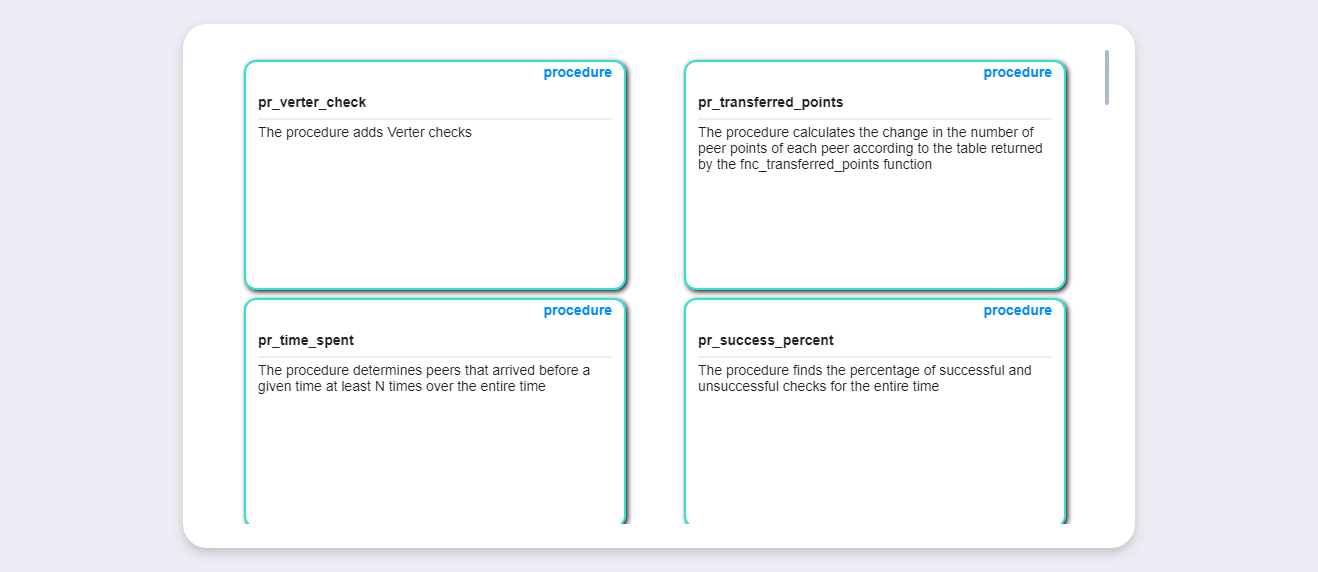 procedure
pr_verter_check
The procedure adds Verter checks
procedure
pr_transferred_points
The procedure calculates the change in the number of
peer points of each peer according to the table returned
by the fnc_transferred_points function
procedure
pr_time_spent
The procedure determines peers that arrived before a
given time at least N times over the entire time
procedure
pr_success_percent
The procedure finds the percentage of successful and
unsuccessful checks for the entire time